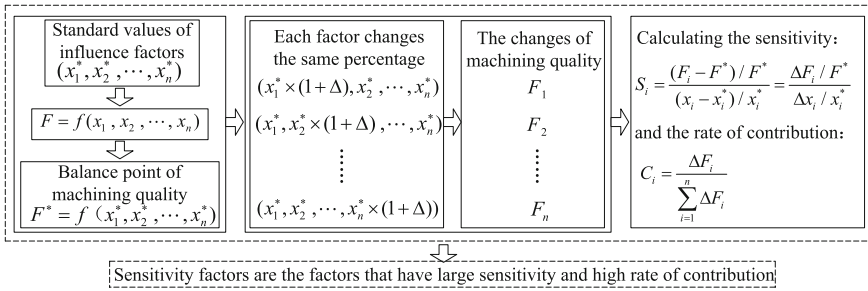 Standard values of
influence factors
(x₁*, x₂*, ⋯, xₙ*)
F = f(x₁, x₂, ⋯, xₙ)
Balance point of
machining quality
F* = f（x₁*, x₂*, ⋯, xₙ*)
Each factor changes
the same percentage
(x₁* × (1+Δ), x₂*, ⋯, xₙ*)
(x₁*, x₂* × (1+Δ), ⋯, xₙ*)
⋮
(x₁*, x₂*, ⋯, xₙ* × (1+Δ))
The changes of
machining quality
F₁
F₂
⋮
Fₙ
Calculating the sensitivity:
Sᵢ = ((Fᵢ − F*) / F*) / ((xᵢ − xᵢ*) / xᵢ*) = (ΔFᵢ / F*) / (Δxᵢ / xᵢ*)
and the rate of contribution:
Cᵢ = ΔFᵢ / ∑ᵢ₌₁ⁿ ΔFᵢ
Sensitivity factors are the factors that have large sensitivity and high rate of contribution